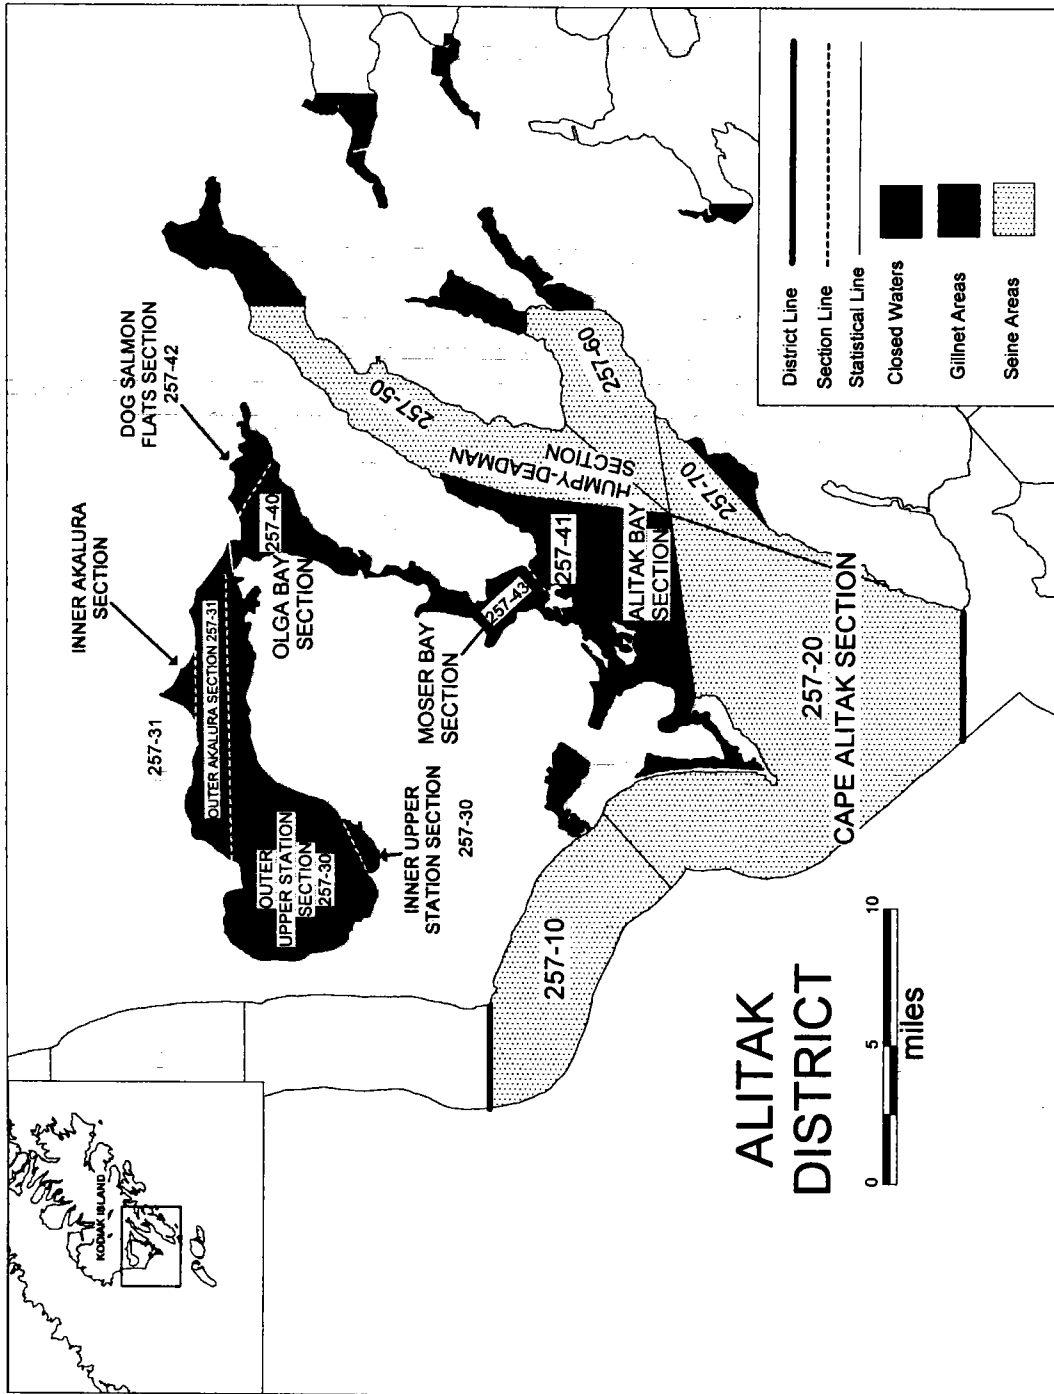 KODIAK ISLAND
ALITAK
DISTRICT
0
5
10
miles
257-10
257-20
CAPE ALITAK SECTION
OUTER
UPPER STATION
SECTION
257-30
INNER UPPER
STATION SECTION
257-30
257-31
INNER AKALURA
SECTION
OUTER AKALURA SECTION 257-31
DOG SALMON
FLATS SECTION
257-42
257-40
OLGA BAY
SECTION
MOSER BAY
SECTION
257-43
257-41
ALITAK BAY
SECTION
HUMPY-DEADMAN
SECTION
257-50
257-60
257-70
District Line
Section Line
Statistical Line
Closed Waters
Gillnet Areas
Seine Areas